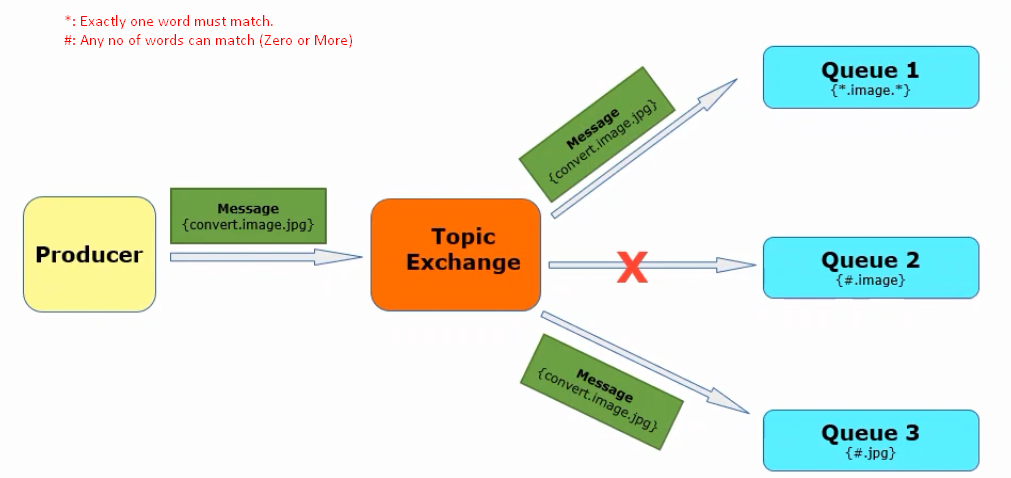 *: Exactly one word must match.
#: Any no of words can match (Zero or More)
Producer
Message
{convert.image.jpg}
Topic
Exchange
Message
{convert.image.jpg}
Queue 1
{*.image.*}
X
Queue 2
{#.image}
Message
{convert.image.jpg}
Queue 3
{#.jpg}